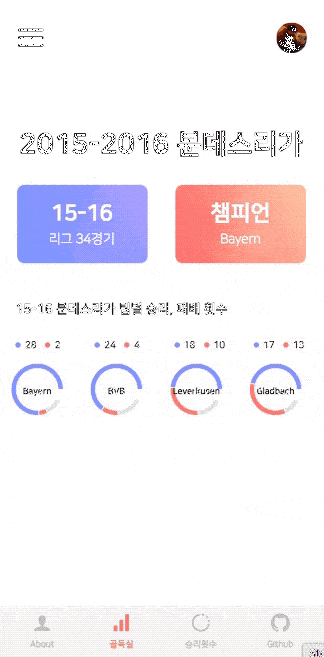 2015-2016 분데스리가
15-16
리그 34경기
챔피언
Bayern
15-16 분데스리가 팀별 승리, 패배 횟수
28 2 24 4 18 10 17 13
Bayern BVB Leverkusen Gladbach
About 골득실 승리횟수 Github